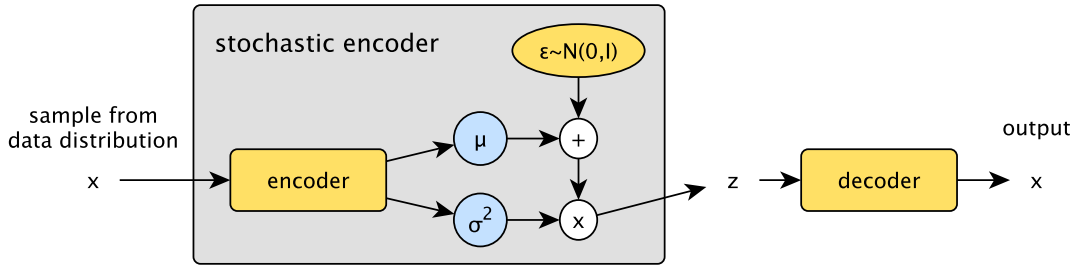 stochastic encoder
ε~N(0,I)
sample from
data distribution
x
encoder
μ
σ²
+
x
z
decoder
output
x